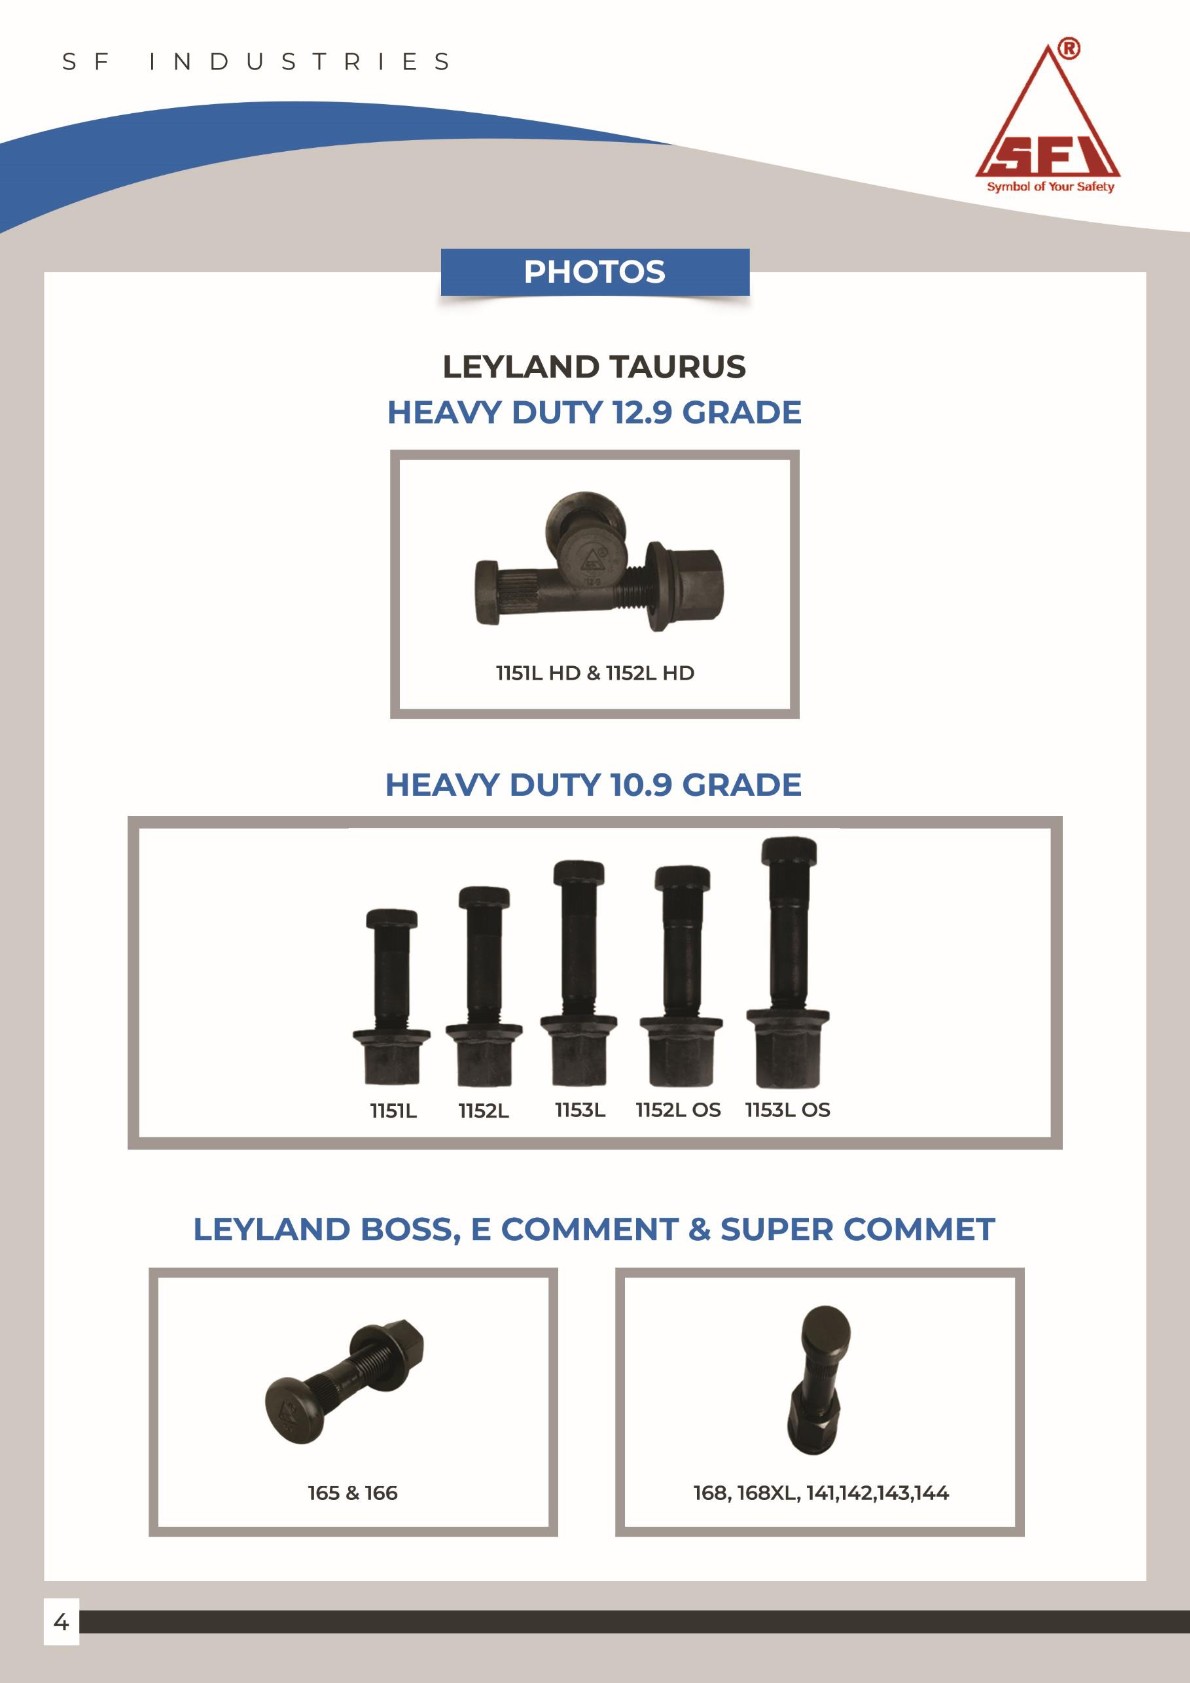 SF INDUSTRIES
®
SFI
Symbol of Your Safety
PHOTOS
LEYLAND TAURUS
HEAVY DUTY 12.9 GRADE
1151L HD & 1152L HD
HEAVY DUTY 10.9 GRADE
1151L 1152L 1153L 1152L OS 1153L OS
LEYLAND BOSS, E COMMENT & SUPER COMMET
165 & 166
168, 168XL, 141,142,143,144
4